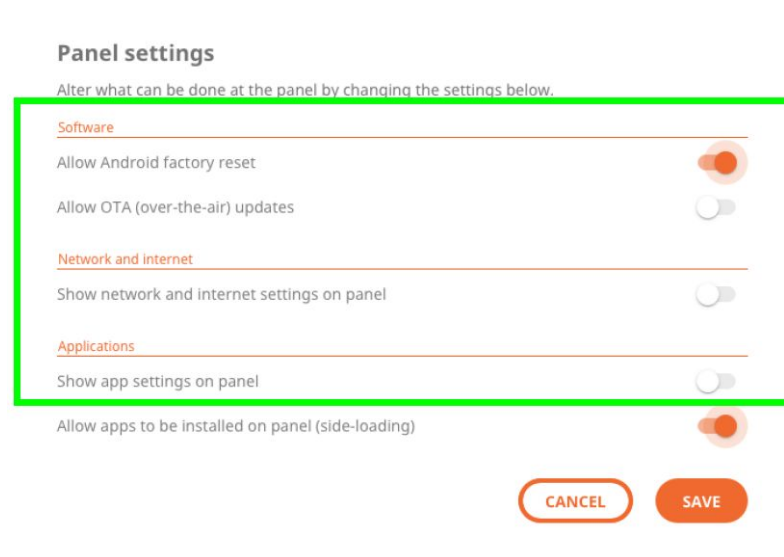 Panel settings
Alter what can be done at the panel by changing the settings below.
Software
Allow Android factory reset
Allow OTA (over-the-air) updates
Network and internet
Show network and internet settings on panel
Applications
Show app settings on panel
Allow apps to be installed on panel (side-loading)
CANCEL SAVE